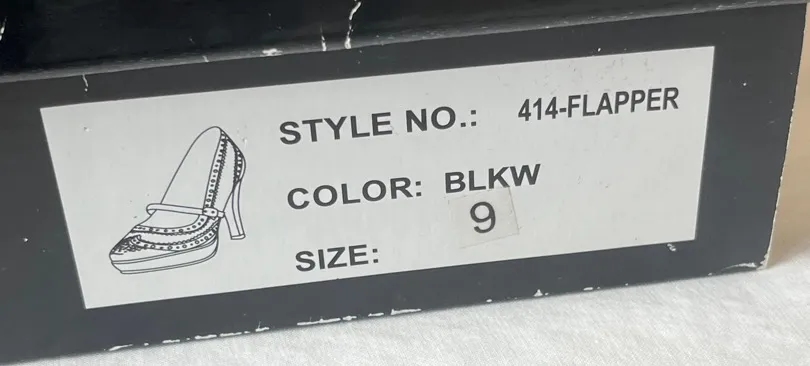 STYLE NO.: 414-FLAPPER
COLOR: BLKW
SIZE: 9